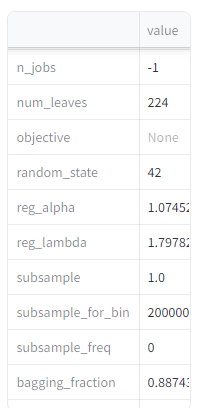 value
n_jobs -1
num_leaves 224
objective None
random_state 42
reg_alpha 1.07452
reg_lambda 1.79782
subsample 1.0
subsample_for_bin 200000
subsample_freq 0
bagging_fraction 0.88743